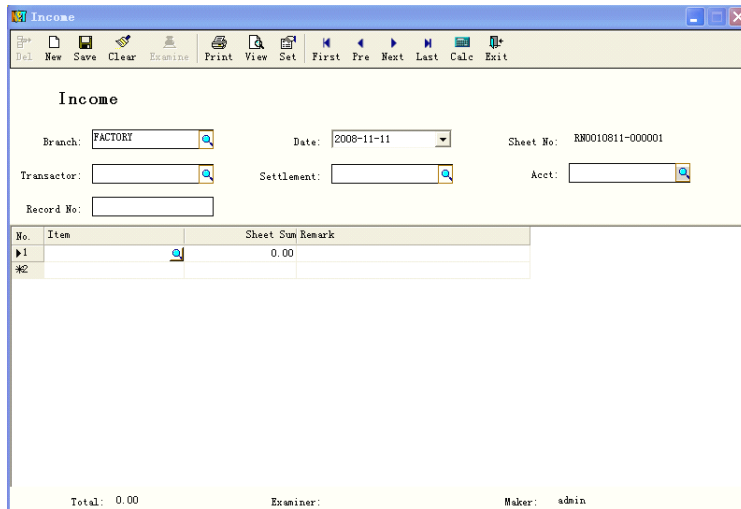 Income
Del New Save Clear Examine Print View Set First Pre Next Last Calc Exit
Income
Branch: FACTORY Date: 2008-11-11 Sheet No: RN0010811-000001
Transactor: Settlement: Acct:
Record No:
No. Item Sheet Sum Remark
1 0.00
*2
Total: 0.00 Examiner: Maker: admin